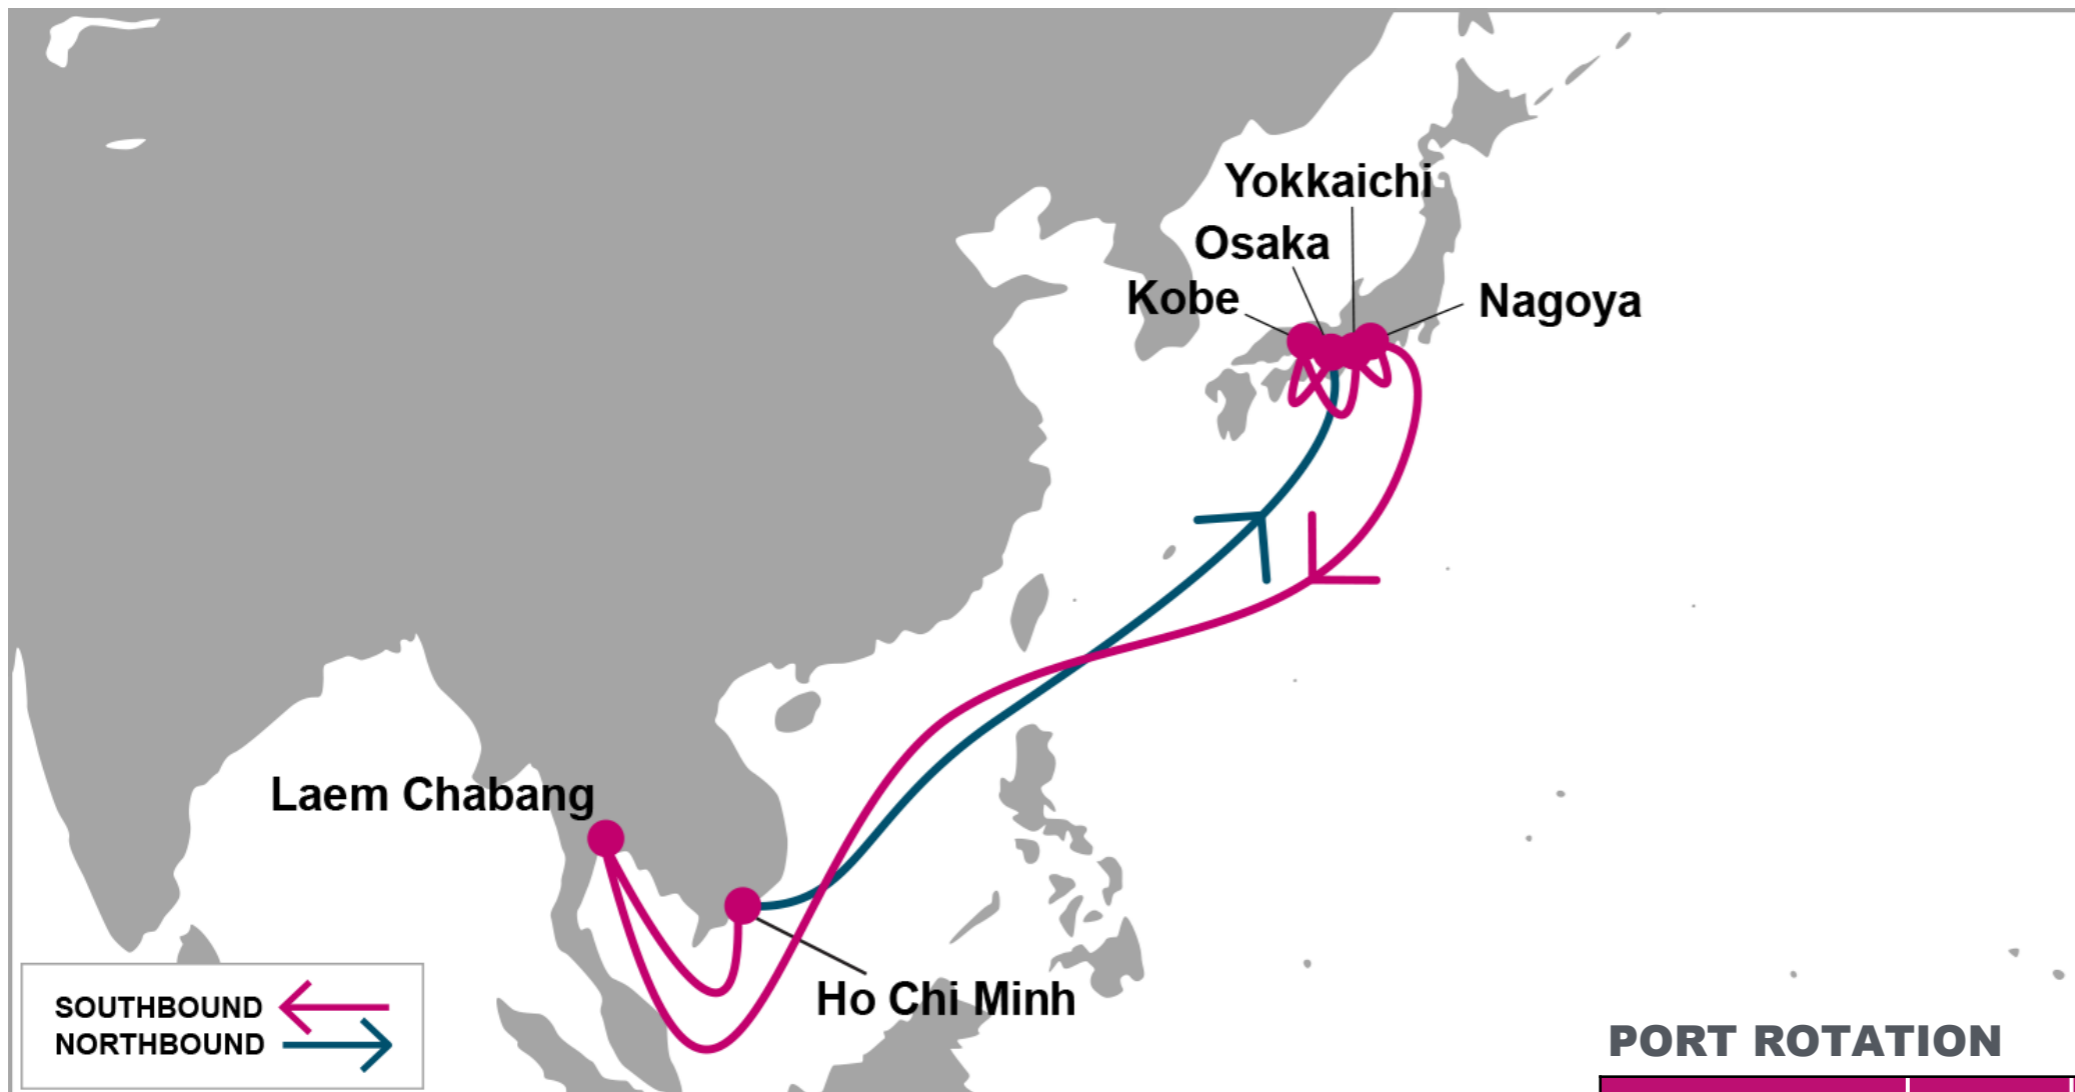 Yokkaichi
Osaka
Kobe
Nagoya
Laem Chabang
Ho Chi Minh
SOUTHBOUND
NORTHBOUND
PORT ROTATION